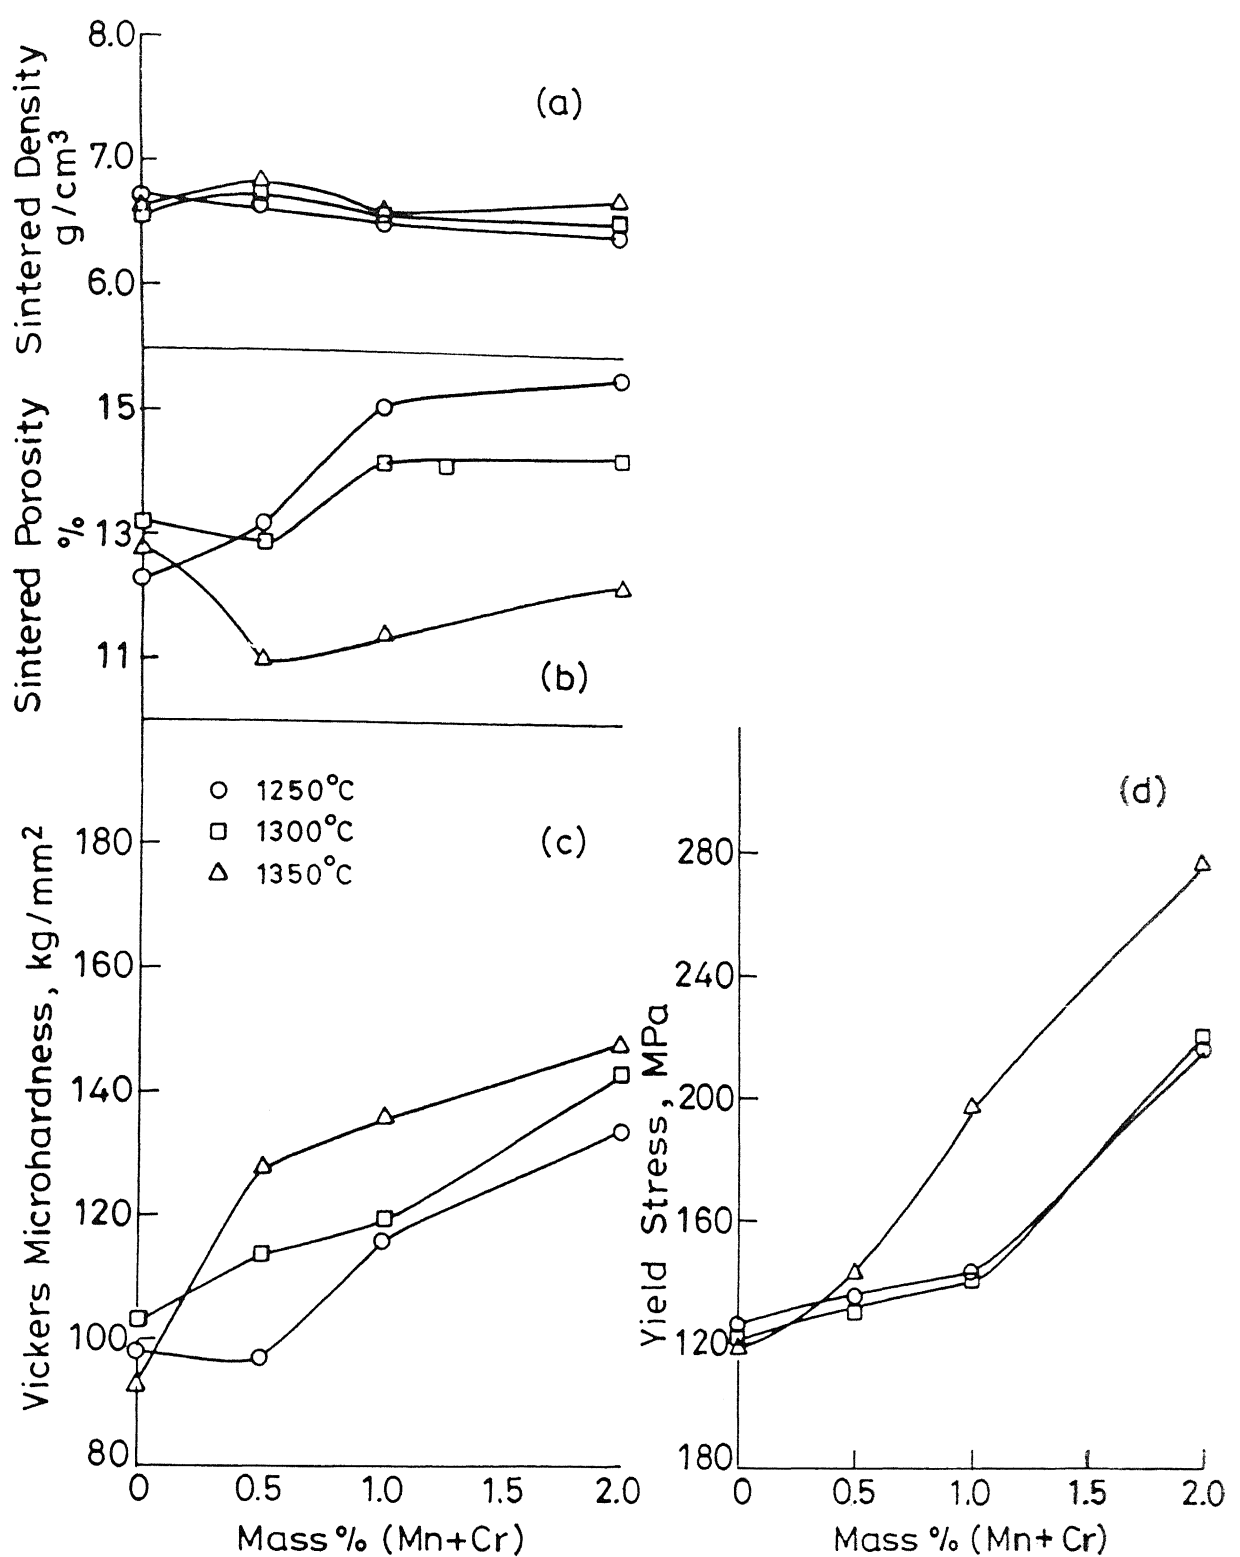 8.0
7.0
6.0
Sintered Density
g/cm³
(a)
15
13
11
Sintered Porosity
%
(b)
○ 1250°C
□ 1300°C
△ 1350°C
(c)
180
160
140
120
100
80
Vickers Microhardness, kg/mm²
0 0.5 1.0 1.5 2.0
Mass % (Mn+Cr)
(d)
280
240
200
160
120
180
Yield Stress, MPa
0 0.5 1.0 1.5 2.0
Mass % (Mn+Cr)